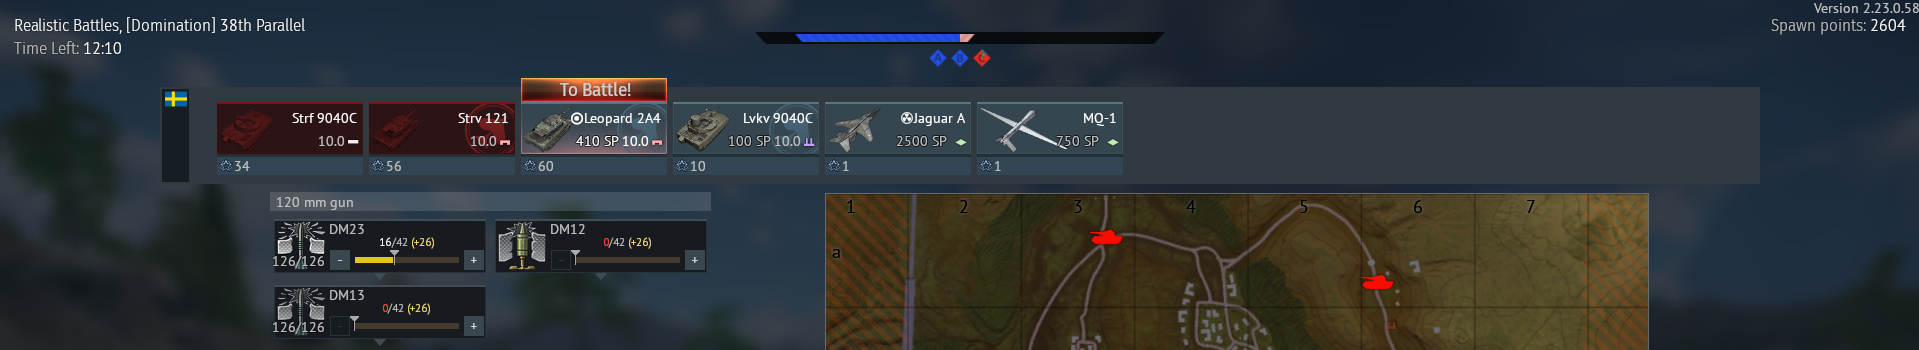 Version 2.23.0.58
Realistic Battles, [Domination] 38th Parallel
Spawn points: 2604
Time Left: 12:10
A B C
To Battle!
Strf 9040C
10.0
34
Strv 121
10.0
56
Leopard 2A4
410 SP 10.0
60
Lvkv 9040C
100 SP 10.0
10
Jaguar A
2500 SP
1
MQ-1
750 SP
1
120 mm gun
DM23
16/42 (+26)
126/126
- +
DM12
0/42 (+26)
- +
DM13
0/42 (+26)
126/126
- +
1 2 3 4 5 6 7
a